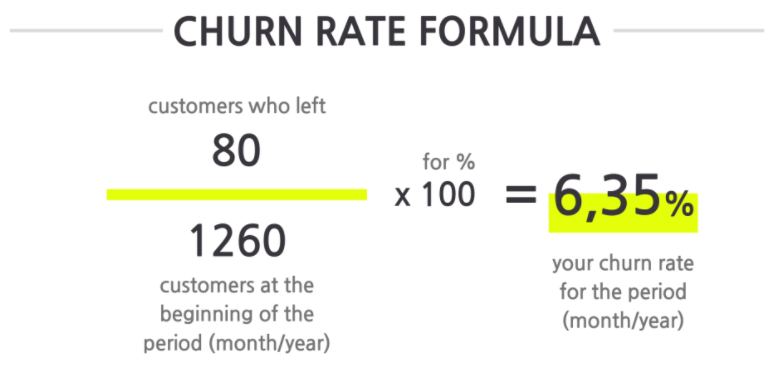 CHURN RATE FORMULA
customers who left
80
1260
customers at the
beginning of the
period (month/year)
for %
x 100
= 6,35%
your churn rate
for the period
(month/year)